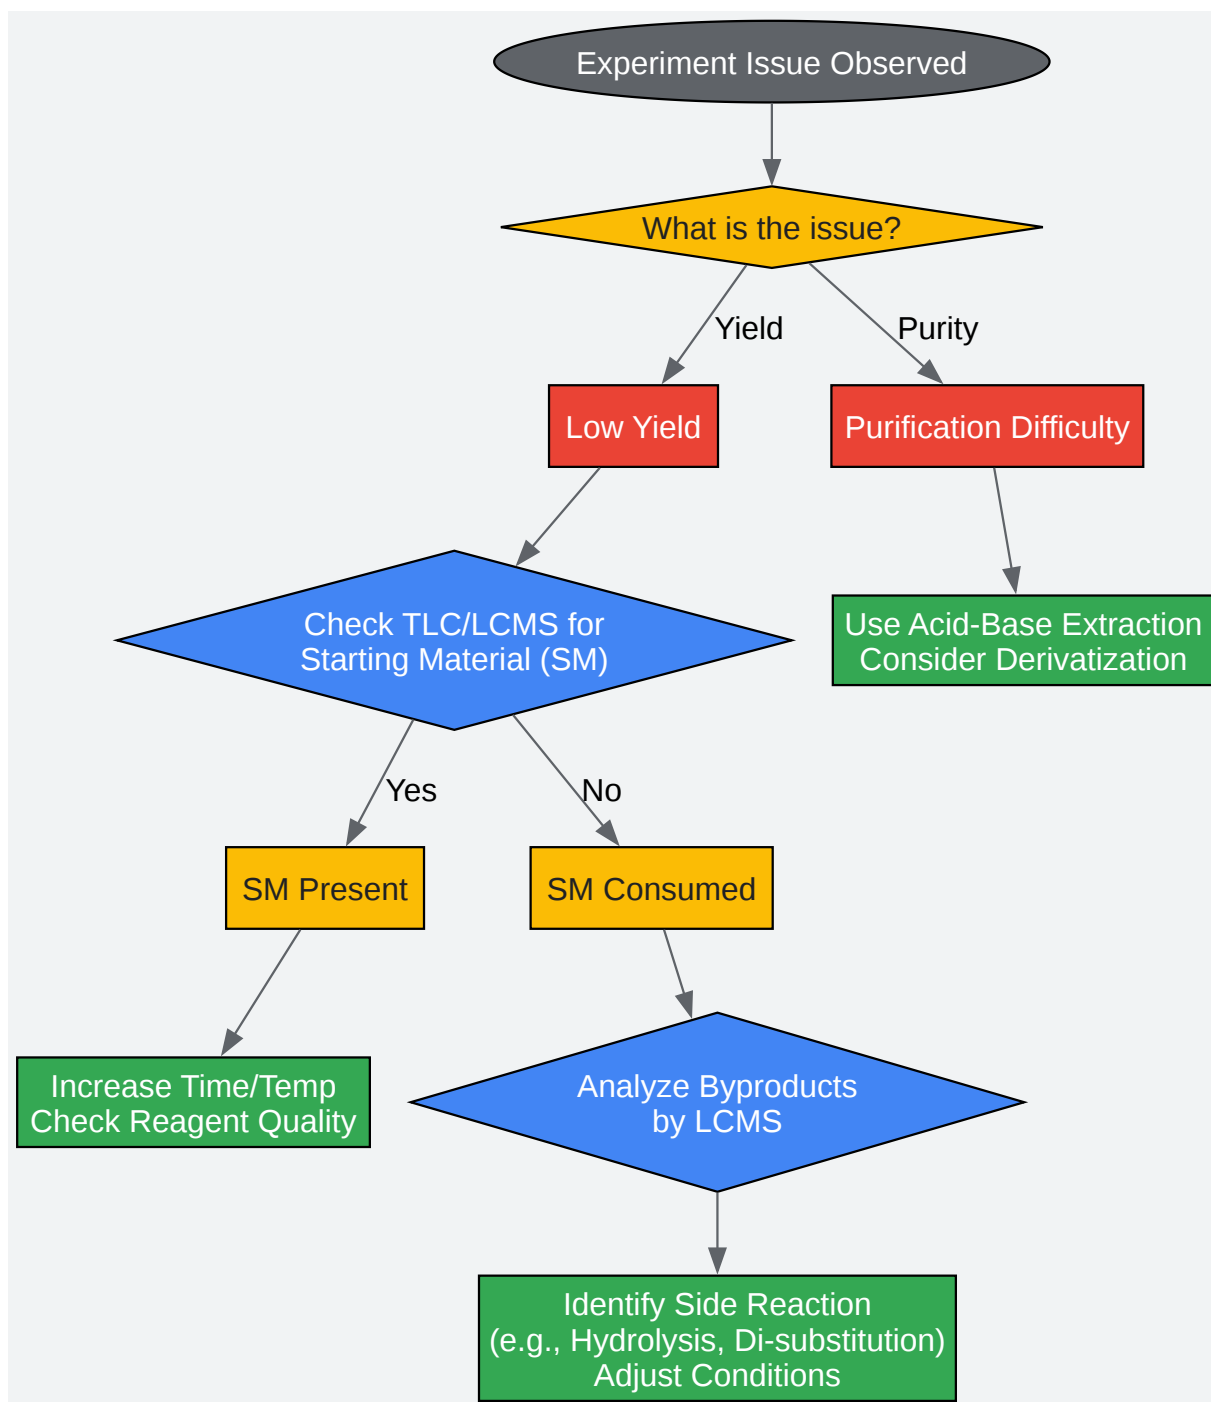 Experiment Issue Observed
What is the issue?
Yield
Purity
Low Yield
Purification Difficulty
Check TLC/LCMS for
Starting Material (SM)
Use Acid-Base Extraction
Consider Derivatization
Yes
No
SM Present
SM Consumed
Increase Time/Temp
Check Reagent Quality
Analyze Byproducts
by LCMS
Identify Side Reaction
(e.g., Hydrolysis, Di-substitution)
Adjust Conditions